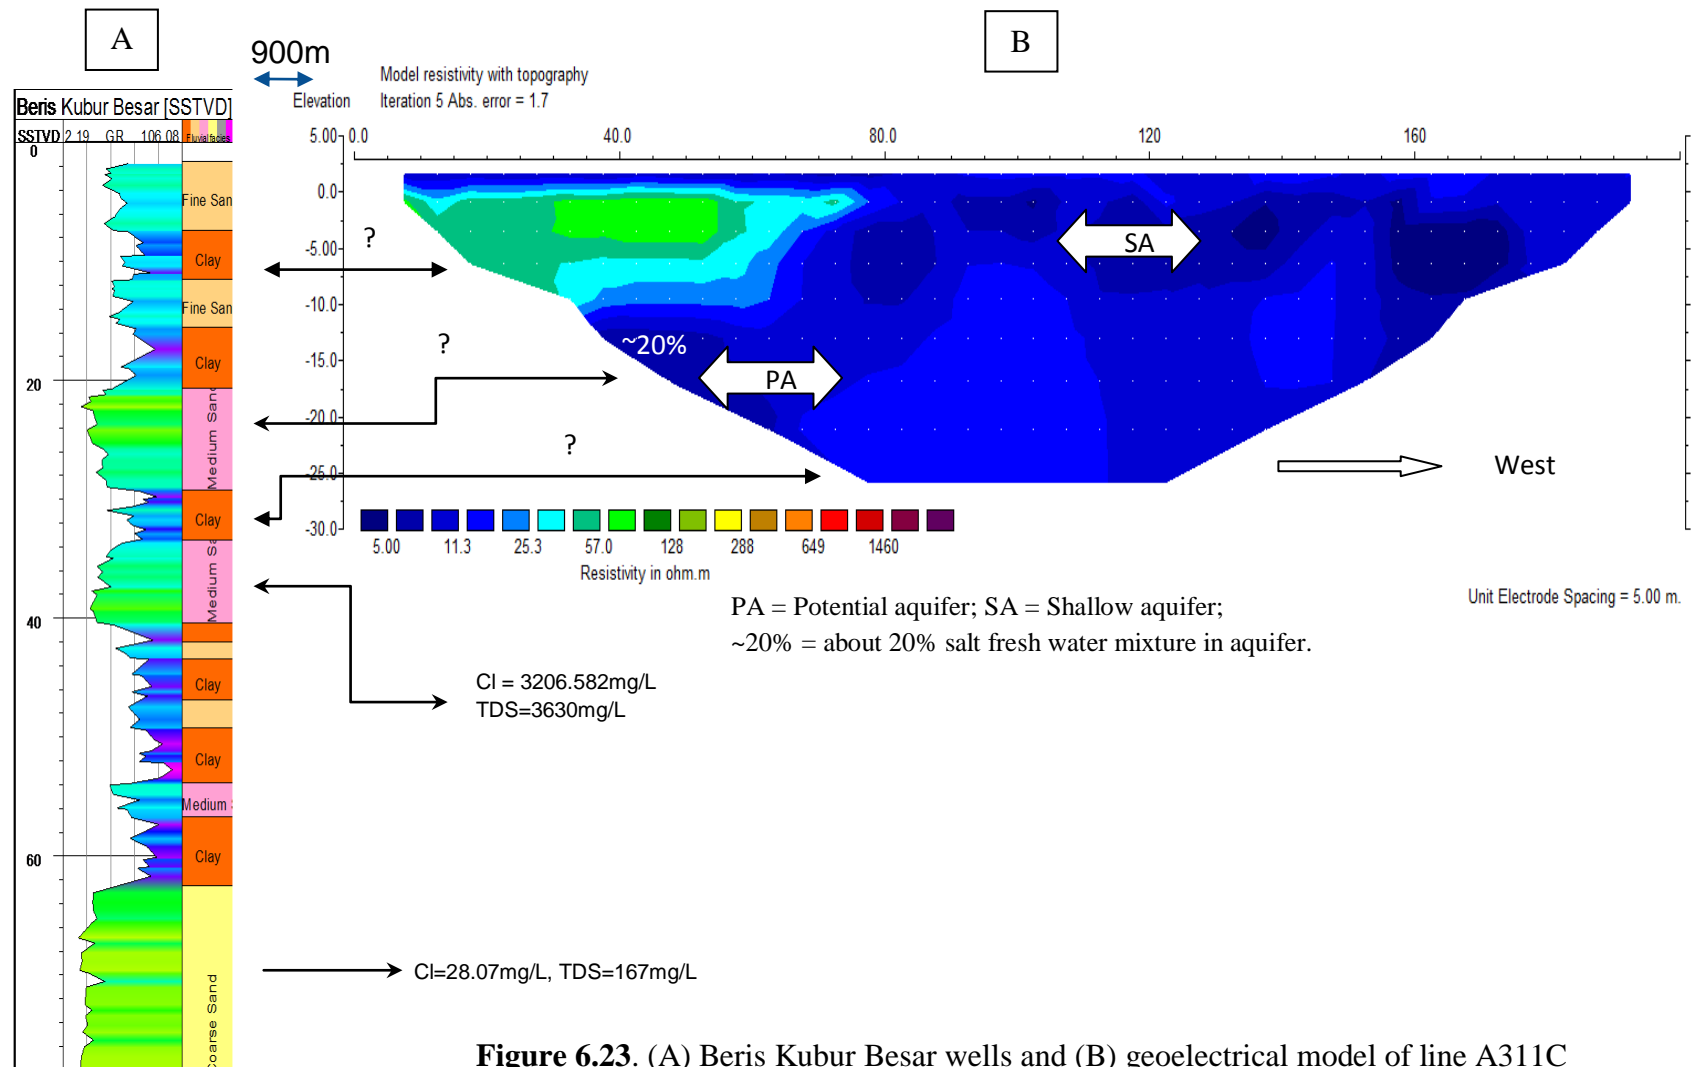 A
B
900m
Model resistivity with topography
Elevation
Iteration 5 Abs. error = 1.7
Beris Kubur Besar [SSTVD]
SSTVD 2.19 GR 106.08 Fluvial facies
0
20
40
60
Fine San
Clay
Fine San
Clay
Medium Sand
Clay
Medium Sa
Clay
Clay
Medium S
Clay
Coarse Sand
5.00
0.0
-5.00
-10.0
-15.0
-20.0
-25.0
-30.0
0.0 40.0 80.0 120 160
?
?
?
SA
~20%
PA
West
5.00 11.3 25.3 57.0 128 288 649 1460
Resistivity in ohm.m
Unit Electrode Spacing = 5.00 m.
PA = Potential aquifer; SA = Shallow aquifer;
~20% = about 20% salt fresh water mixture in aquifer.
Cl = 3206.582mg/L
TDS=3630mg/L
Cl=28.07mg/L, TDS=167mg/L
Figure 6.23. (A) Beris Kubur Besar wells and (B) geoelectrical model of line A311C